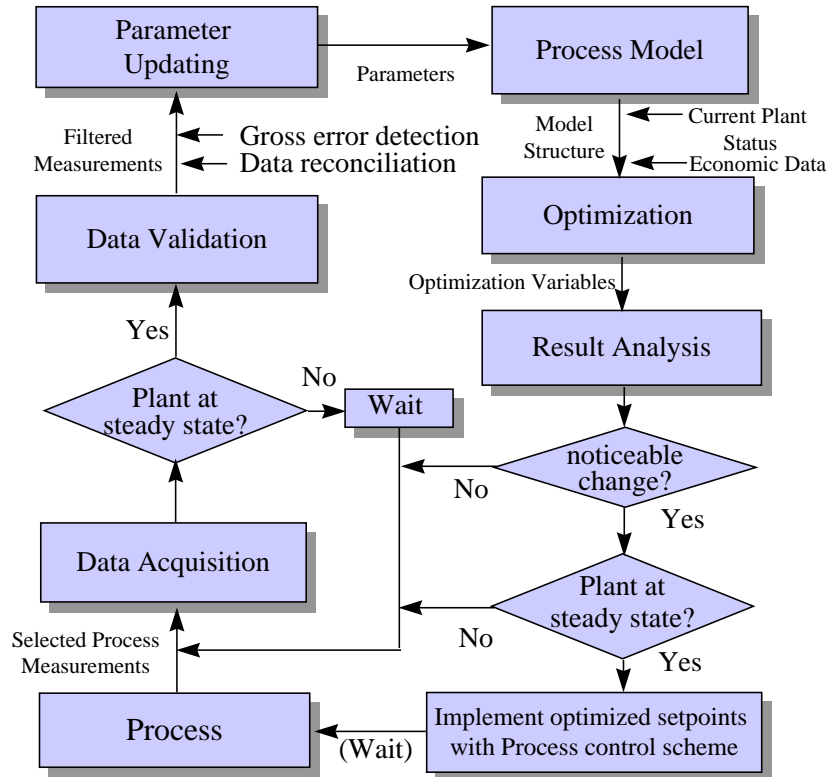 Parameter
Updating
Parameters
Process Model
Filtered
Measurements
Gross error detection
Data reconciliation
Model
Structure
Current Plant
Status
Economic Data
Data Validation
Optimization
Optimization Variables
Yes
Result Analysis
Plant at
steady state?
No
Wait
noticeable
change?
No
Yes
Data Acquisition
Plant at
steady state?
No
Yes
Selected Process
Measurements
Process
(Wait)
Implement optimized setpoints
with Process control scheme